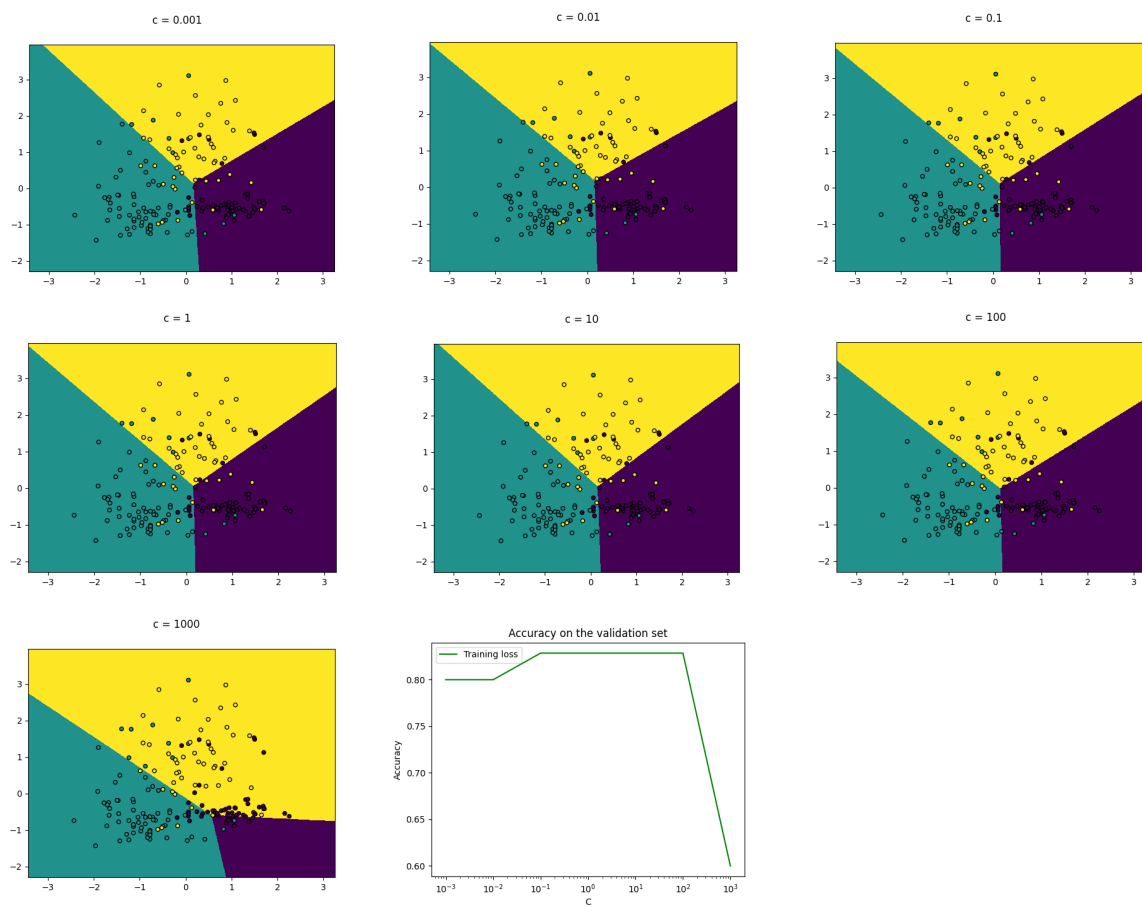 c = 0.001
3
2
1
0
−1
−2
−3 −2 −1 0 1 2 3
c = 0.01
3
2
1
0
−1
−2
−3 −2 −1 0 1 2 3
c = 0.1
3
2
1
0
−1
−2
−3 −2 −1 0 1 2 3
c = 1
3
2
1
0
−1
−2
−3 −2 −1 0 1 2 3
c = 10
3
2
1
0
−1
−2
−3 −2 −1 0 1 2 3
c = 100
3
2
1
0
−1
−2
−3 −2 −1 0 1 2 3
c = 1000
3
2
1
0
−1
−2
−3 −2 −1 0 1 2 3
Accuracy on the validation set
Training loss
Accuracy
0.80
0.75
0.70
0.65
0.60
10⁻³ 10⁻² 10⁻¹ 10⁰ 10¹ 10² 10³
C